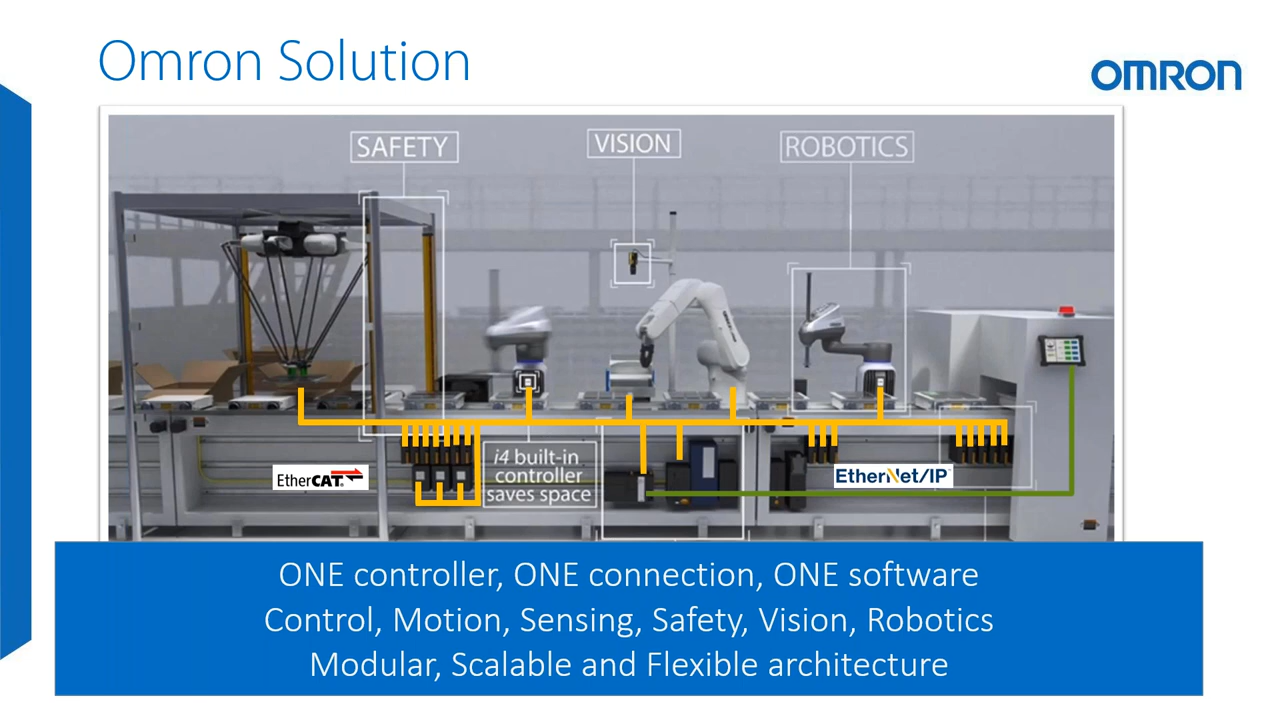 Omron Solution
OMRON
SAFETY
VISION
ROBOTICS
i4 built-in
controller
saves space
EtherCAT
EtherNet/IP
ONE controller, ONE connection, ONE software
Control, Motion, Sensing, Safety, Vision, Robotics
Modular, Scalable and Flexible architecture